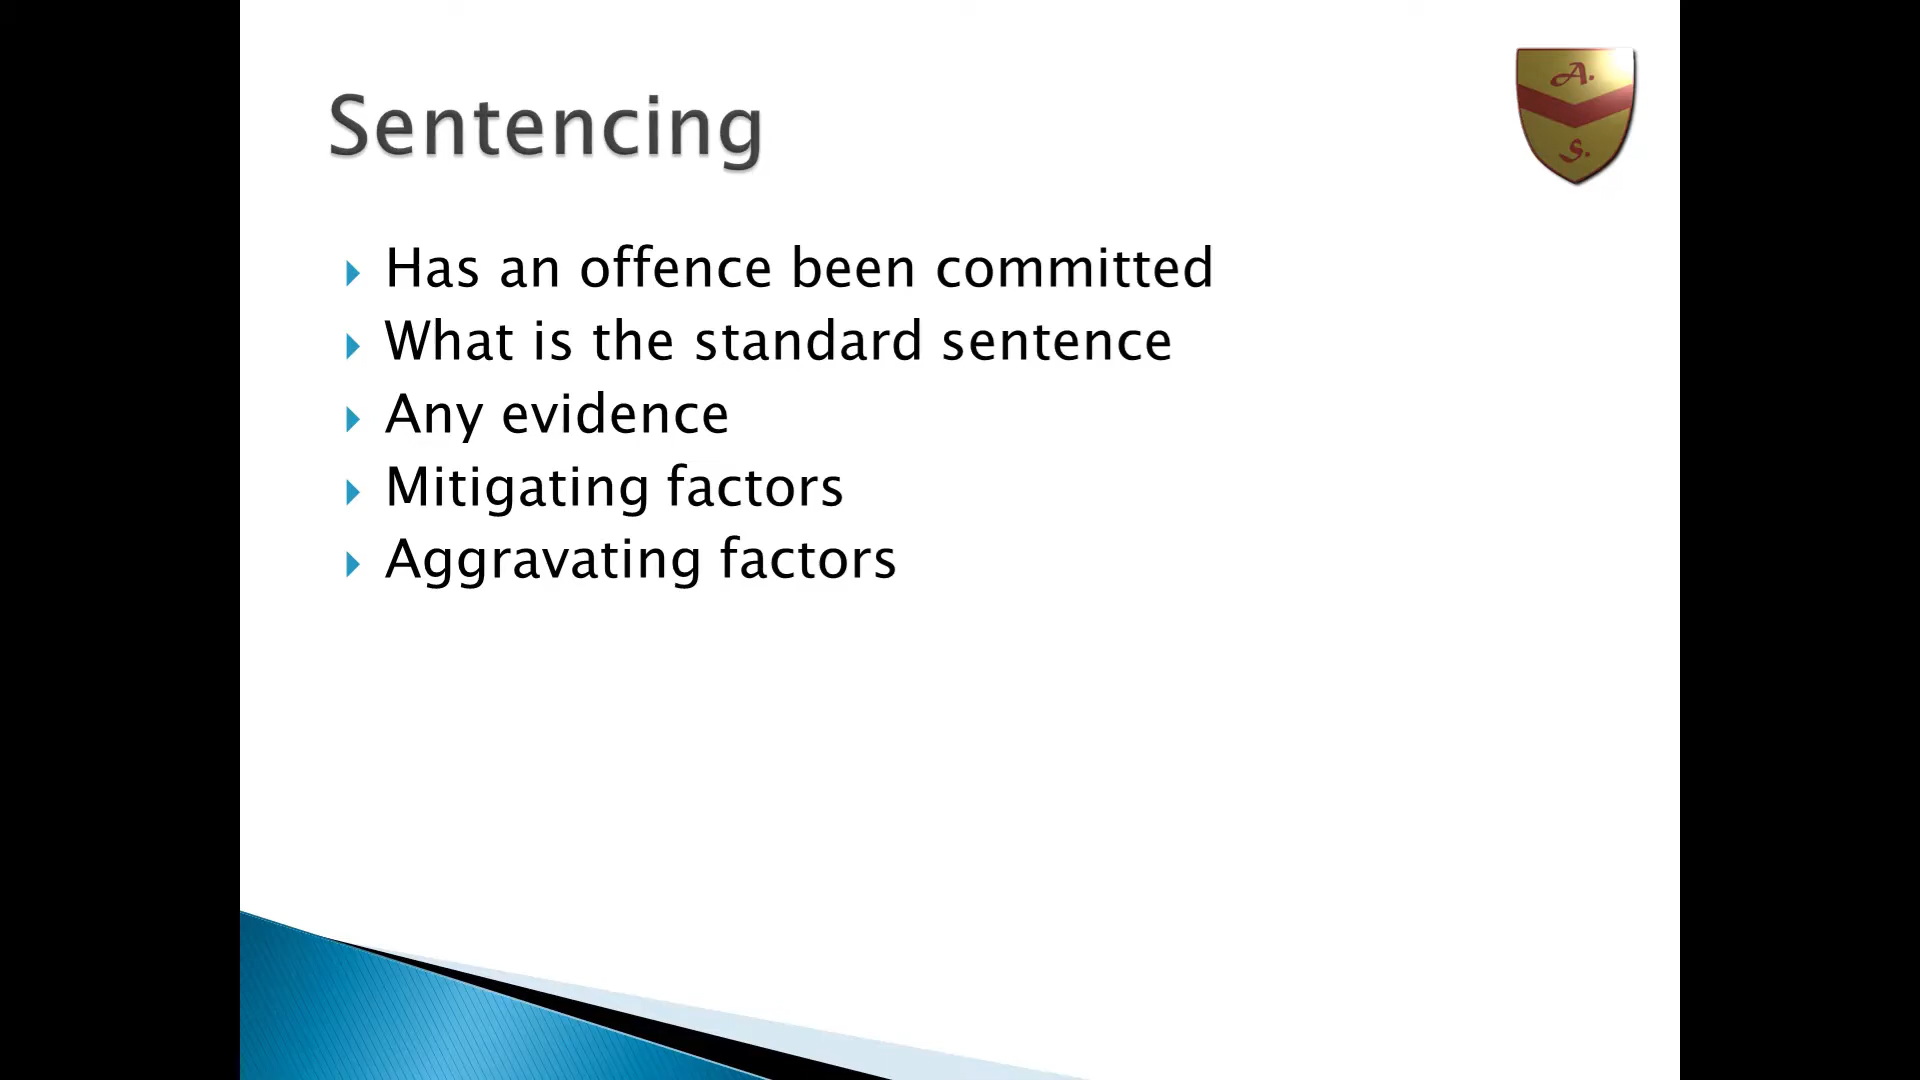 Sentencing
A.
S.
Has an offence been committed
What is the standard sentence
Any evidence
Mitigating factors
Aggravating factors